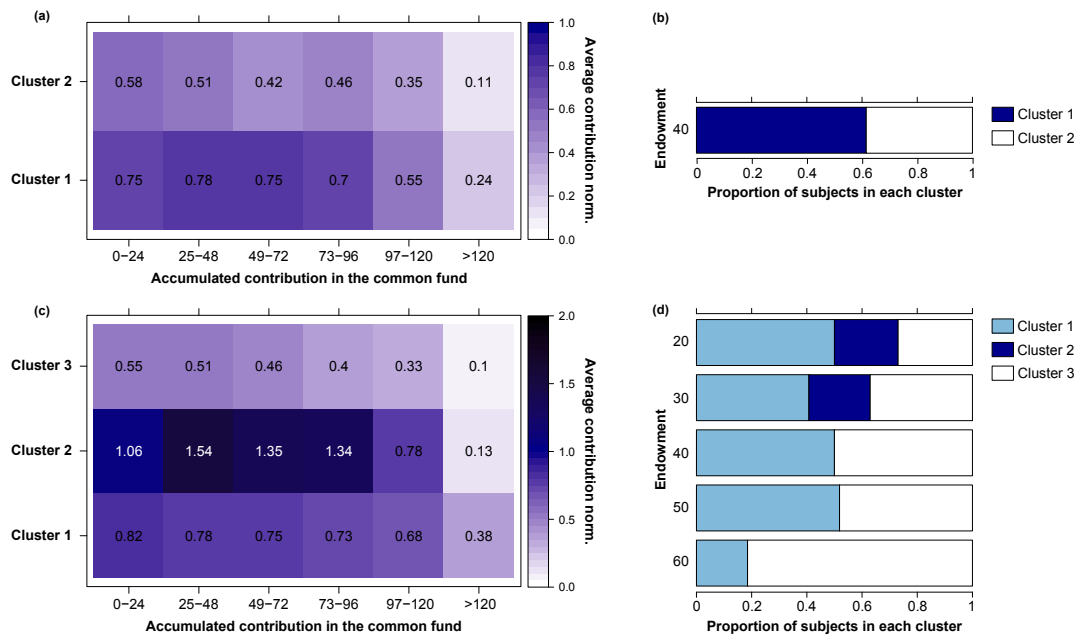 (a)
Cluster 2
0.58 0.51 0.42 0.46 0.35 0.11
Cluster 1
0.75 0.78 0.75 0.7 0.55 0.24
0−24 25−48 49−72 73−96 97−120 >120
Accumulated contribution in the common fund
1.0
0.8
0.6
0.4
0.2
0.0
Average contribution norm.
(b)
Endowment
40
0 0.2 0.4 0.6 0.8 1
Proportion of subjects in each cluster
Cluster 1
Cluster 2
(c)
Cluster 3
0.55 0.51 0.46 0.4 0.33 0.1
Cluster 2
1.06 1.54 1.35 1.34 0.78 0.13
Cluster 1
0.82 0.78 0.75 0.73 0.68 0.38
0−24 25−48 49−72 73−96 97−120 >120
Accumulated contribution in the common fund
2.0
1.5
1.0
0.5
0.0
Average contribution norm.
(d)
Endowment
20
30
40
50
60
0 0.2 0.4 0.6 0.8 1
Proportion of subjects in each cluster
Cluster 1
Cluster 2
Cluster 3